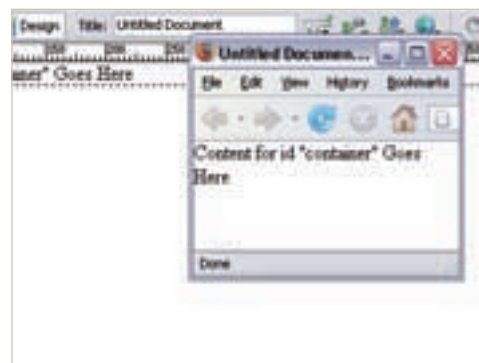 Design Title: Untitled Document
Untitled Documen...
File Edit View History Bookmarks
Content for id "container" Goes
Here
Done
ainer" Goes Here